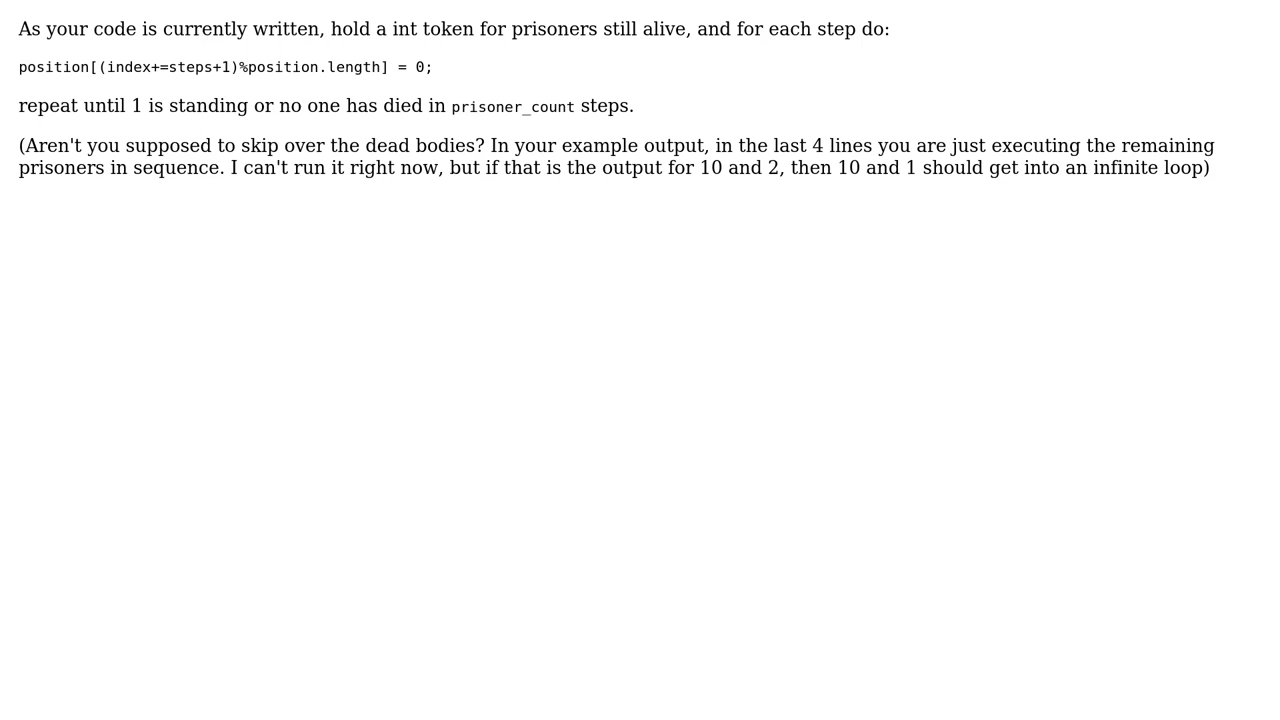 As your code is currently written, hold a int token for prisoners still alive, and for each step do:
position[(index+=steps+1)%position.length] = 0;
repeat until 1 is standing or no one has died in prisoner_count steps.
(Aren't you supposed to skip over the dead bodies? In your example output, in the last 4 lines you are just executing the remaining
prisoners in sequence. I can't run it right now, but if that is the output for 10 and 2, then 10 and 1 should get into an infinite loop)